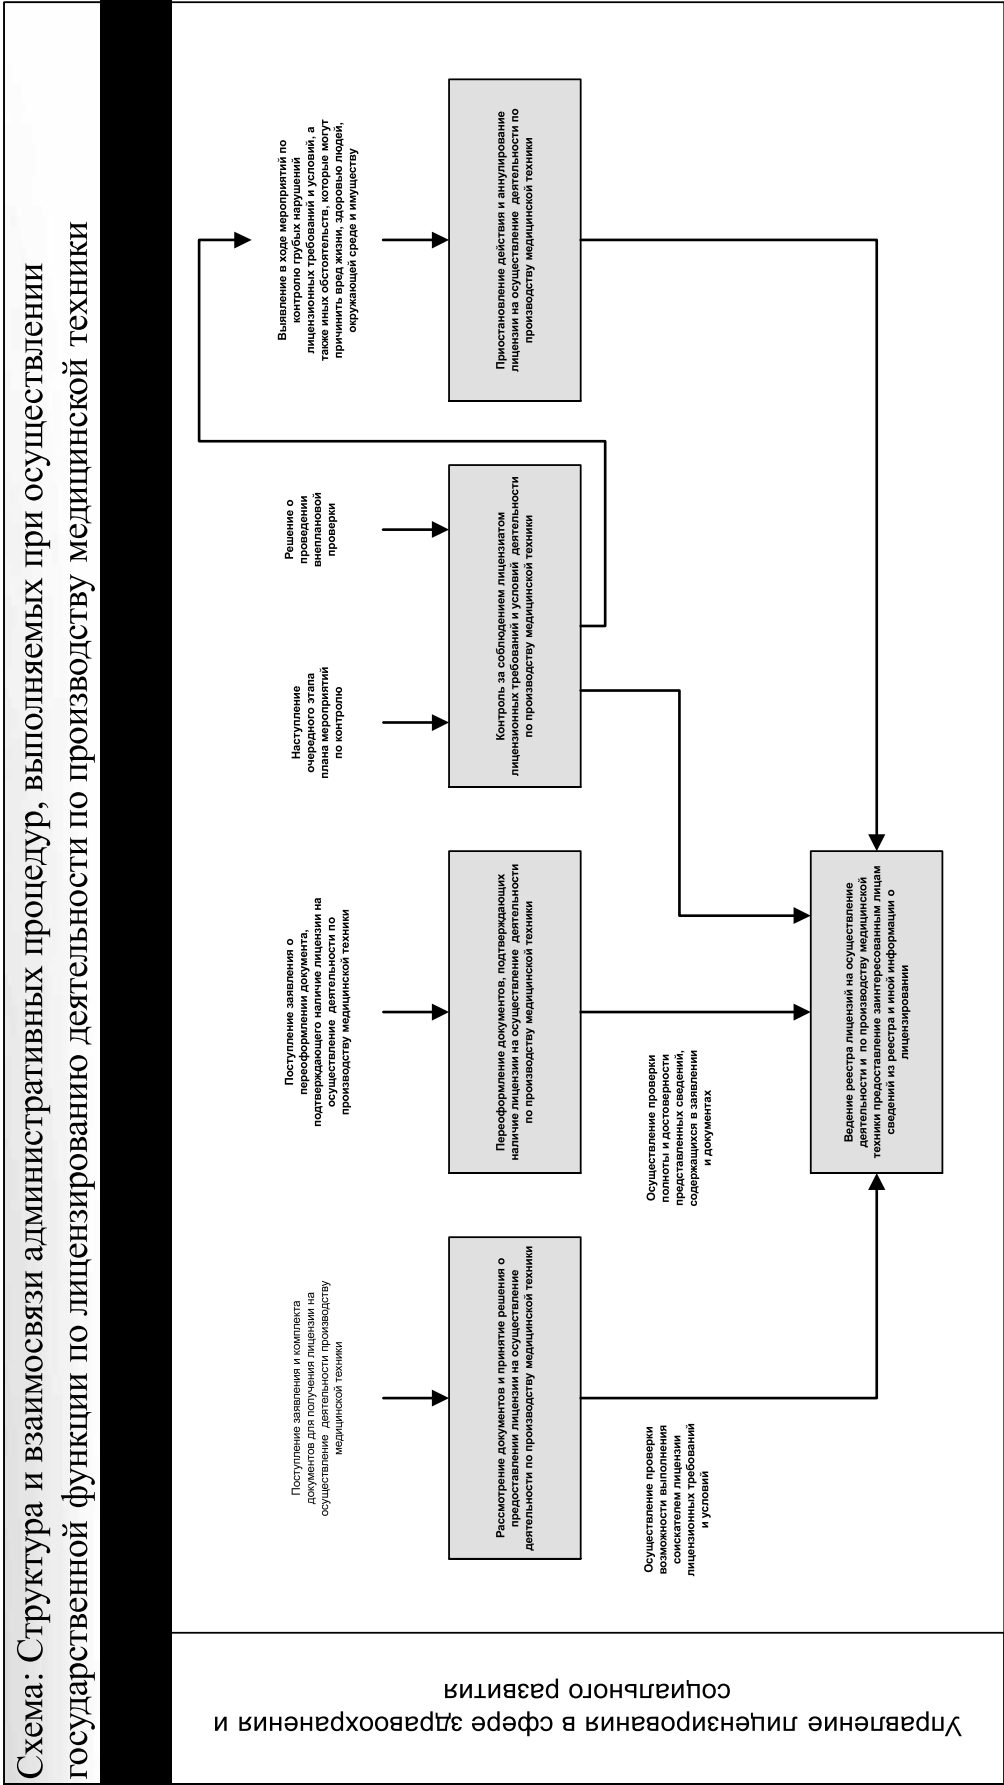 Схема: Структура и взаимосвязи административных процедур, выполняемых при осуществлении
государственной функции по лицензированию деятельности по производству медицинской техники
Управление лицензирования в сфере здравоохранения и
социального развития
Поступление заявления и комплекта
документов для получения лицензии на
осуществление деятельности производству
медицинской техники
Рассмотрение документов и принятие решения о
предоставлении лицензии на осуществление
деятельности по производству медицинской техники
Осуществление проверки
возможности выполнения
соискателем лицензии
лицензионных требований
и условий
Поступление заявления о
переоформлении документа,
подтверждающего наличие лицензии на
осуществление деятельности по
производству медицинской техники
Переоформление документов, подтверждающих
наличие лицензии на осуществление деятельности
по производству медицинской техники
Осуществление проверки
полноты и достоверности
представленных сведений,
содержащихся в заявлении
и документах
Наступление
очередного этапа
плана мероприятий
по контролю
Решение о
проведении
внеплановой
проверки
Контроль за соблюдением лицензиатом
лицензионных требований и условий деятельности
по производству медицинской техники
Выявление в ходе мероприятий по
контролю грубых нарушений
лицензионных требований и условий, а
также иных обстоятельств, которые могут
причинить вред жизни, здоровью людей,
окружающей среде и имуществу
Приостановление действия и аннулирование
лицензии на осуществление деятельности по
производству медицинской техники
Ведение реестра лицензий на осуществление
деятельности и по производству медицинской
техники предоставление заинтересованным лицам
сведений из реестра и иной информации о
лицензировании